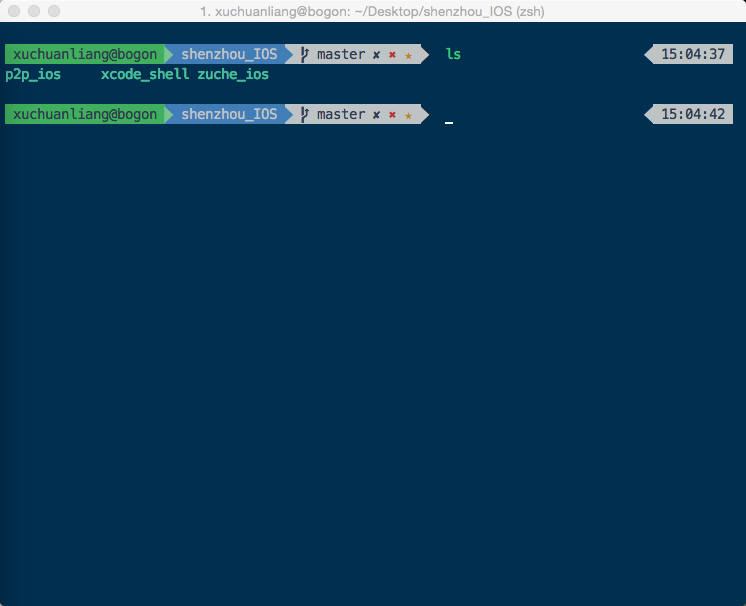 1. xuchuanliang@bogon: ~/Desktop/shenzhou_IOS (zsh)
xuchuanliang@bogon shenzhou_IOS master ✘ ✖ ★ ls 15:04:37
p2p_ios xcode_shell zuche_ios
xuchuanliang@bogon shenzhou_IOS master ✘ ✖ ★ _ 15:04:42